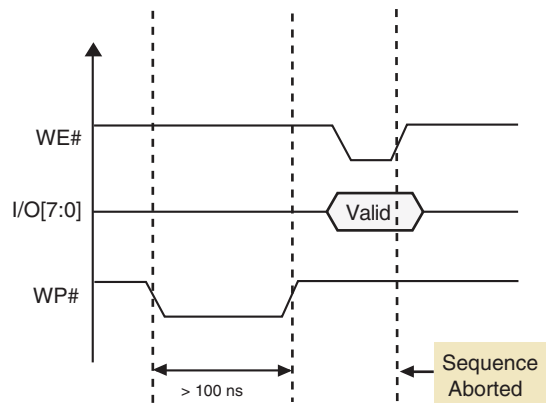 WE#
I/O[7:0]
Valid
WP#
> 100 ns
Sequence
Aborted